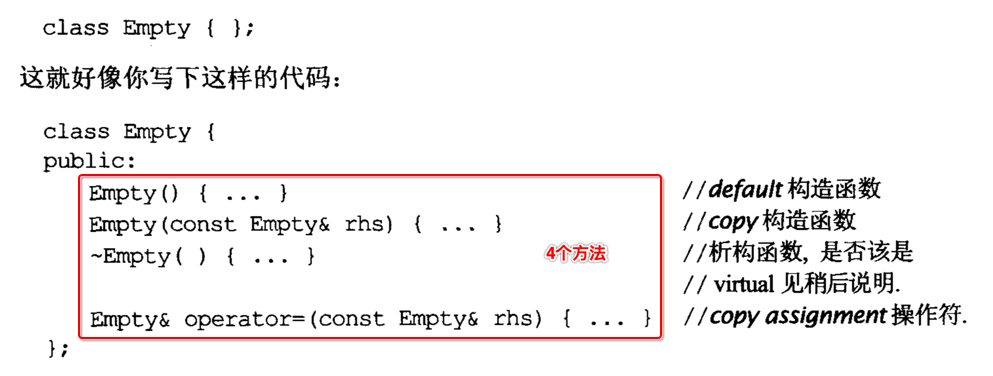 class Empty { };
这就好像你写下这样的代码：
class Empty {
public:
Empty() { ... } //default 构造函数
Empty(const Empty& rhs) { ... } //copy 构造函数
~Empty( ) { ... } 4个方法 //析构函数, 是否该是
// virtual 见稍后说明.
Empty& operator=(const Empty& rhs) { ... } //copy assignment 操作符.
};